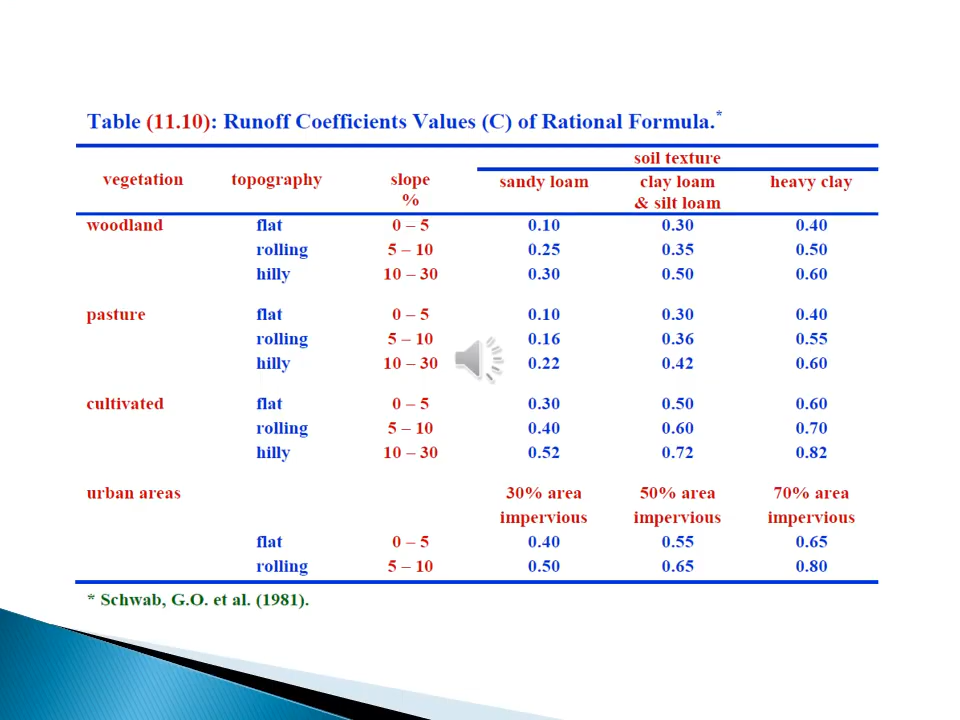 Table (11.10): Runoff Coefficients Values (C) of Rational Formula.*
soil texture
vegetation topography slope % sandy loam clay loam & silt loam heavy clay
woodland flat 0 – 5 0.10 0.30 0.40
rolling 5 – 10 0.25 0.35 0.50
hilly 10 – 30 0.30 0.50 0.60
pasture flat 0 – 5 0.10 0.30 0.40
rolling 5 – 10 0.16 0.36 0.55
hilly 10 – 30 0.22 0.42 0.60
cultivated flat 0 – 5 0.30 0.50 0.60
rolling 5 – 10 0.40 0.60 0.70
hilly 10 – 30 0.52 0.72 0.82
urban areas 30% area 50% area 70% area
impervious impervious impervious
flat 0 – 5 0.40 0.55 0.65
rolling 5 – 10 0.50 0.65 0.80
* Schwab, G.O. et al. (1981).